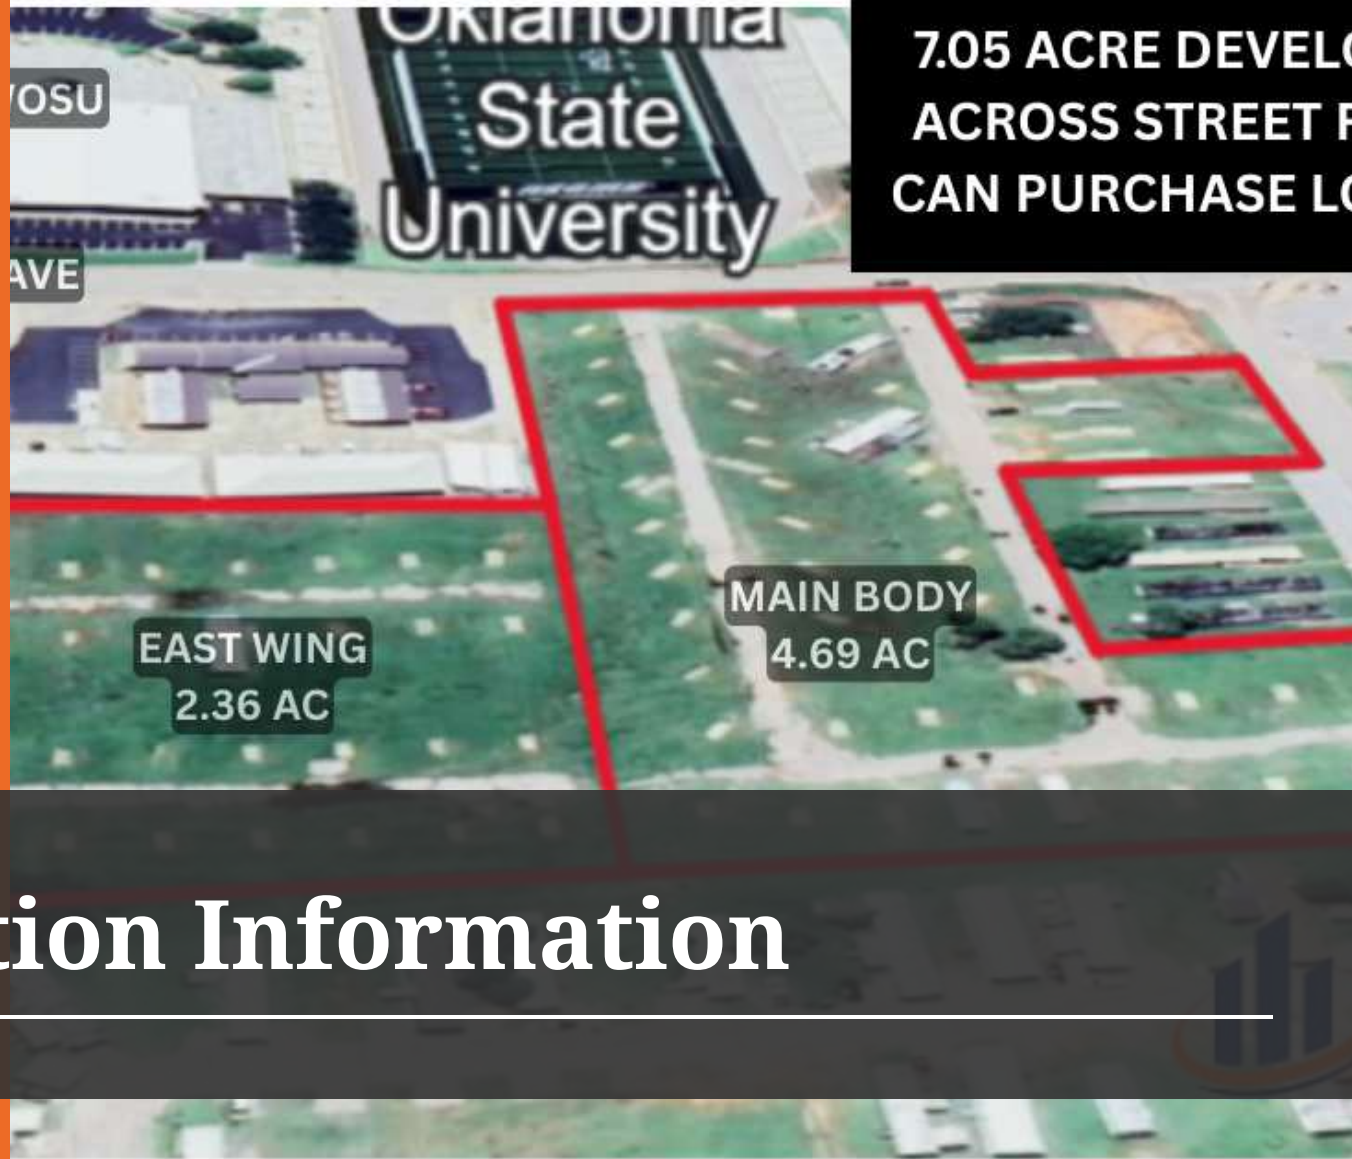 Oklahoma
State
University
7.05 ACRE DEVELO
ACROSS STREET
CAN PURCHASE LO
/OSU
AVE
EAST WING
2.36 AC
MAIN BODY
4.69 AC
tion Information